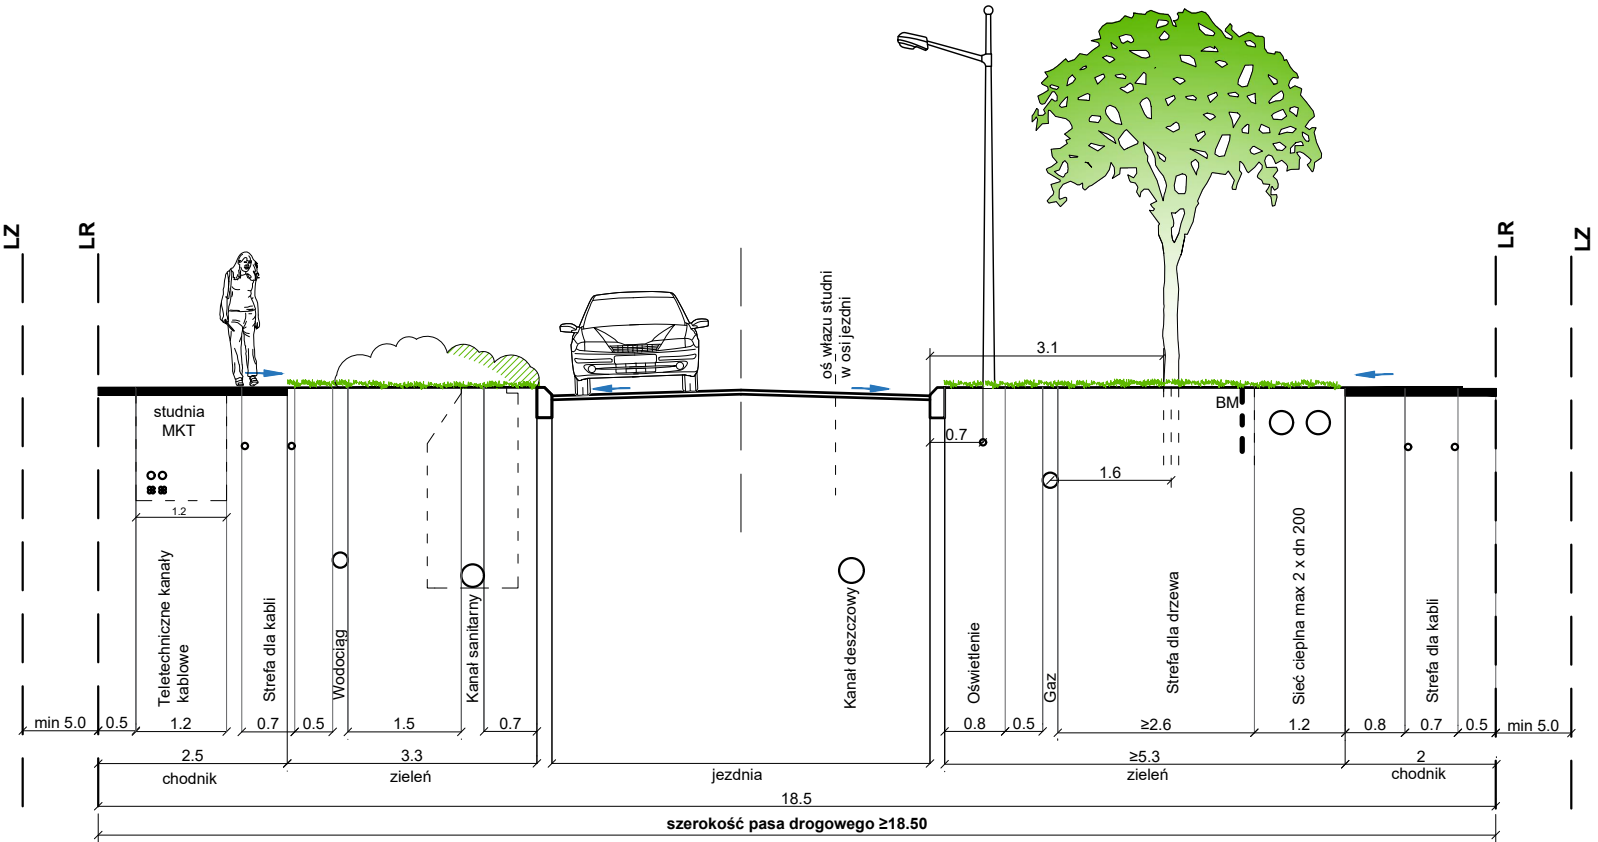 LZ
LR
LR
LZ
oś włazu studni
w osi jezdni
3.1
studnia
MKT
BM
0.7
1.6
1.2
Teletechniczne kanały
kablowe
Strefa dla kabli
Wodociąg
Kanał sanitarny
Kanał deszczowy
Oświetlenie
Gaz
Strefa dla drzewa
Sieć cieplna max 2 x dn 200
Strefa dla kabli
min 5.0
0.5
1.2
0.7
0.5
1.5
0.7
0.8
0.5
≥2.6
1.2
0.8
0.7
0.5
min 5.0
2.5
3.3
≥5.3
2
chodnik
zieleń
jezdnia
zieleń
chodnik
18.5
szerokość pasa drogowego ≥18.50